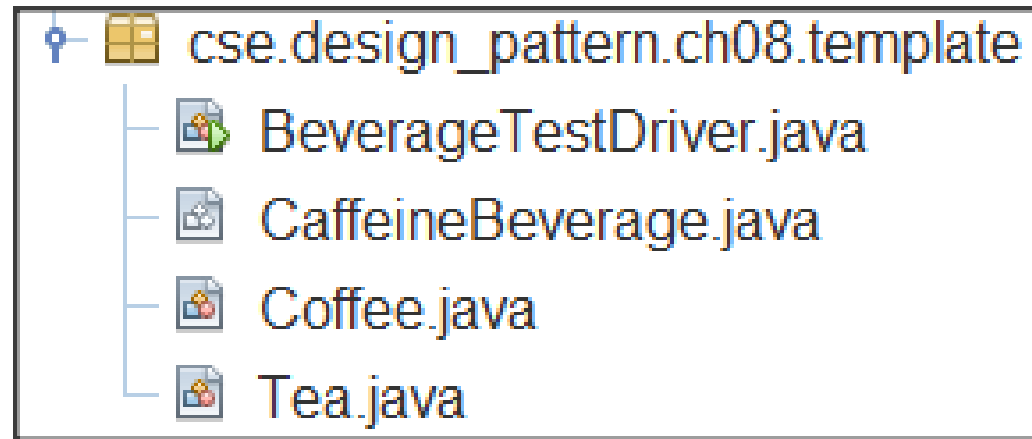 cse.design_pattern.ch08.template
BeverageTestDriver.java
CaffeineBeverage.java
Coffee.java
Tea.java